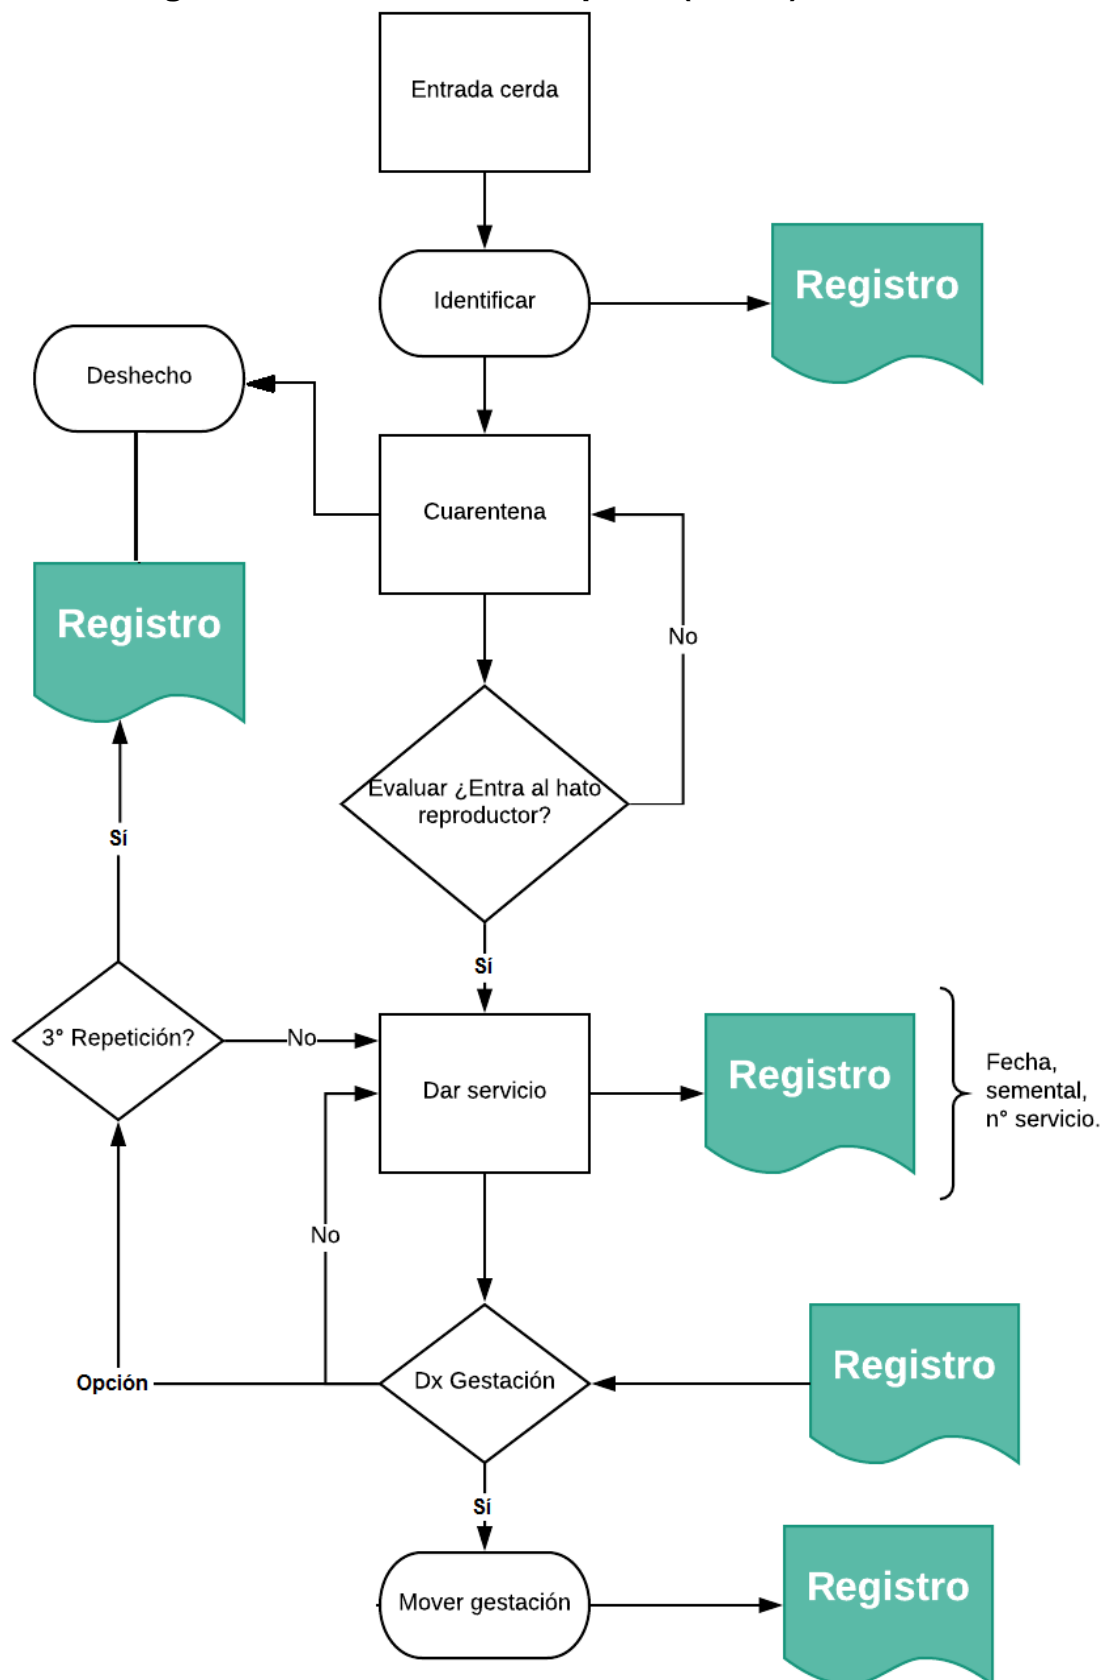 Entrada cerda
Identificar
Registro
Deshecho
Cuarentena
Registro
No
Evaluar ¿Entra al hato
reproductor?
Sí
Sí
3° Repetición?
No
Dar servicio
Registro
Fecha,
semental,
n° servicio.
No
Opción
Dx Gestación
Registro
Sí
Mover gestación
Registro